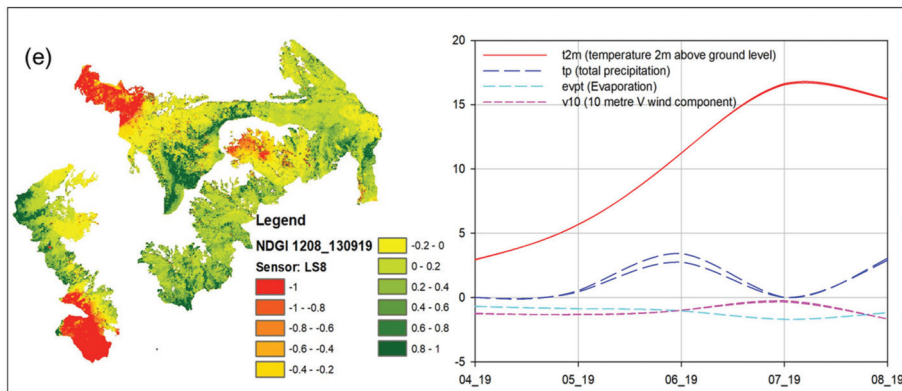 (e)
Legend
NDGI 1208_130919
Sensor: LS8
-1
-1 - -0.8
-0.8 - -0.6
-0.6 - -0.4
-0.4 - -0.2
-0.2 - 0
0 - 0.2
0.2 - 0.4
0.4 - 0.6
0.6 - 0.8
0.8 - 1
t2m (temperature 2m above ground level)
tp (total precipitation)
evpt (Evaporation)
v10 (10 metre V wind component)
20
15
10
5
0
-5
04_19
05_19
06_19
07_19
08_19